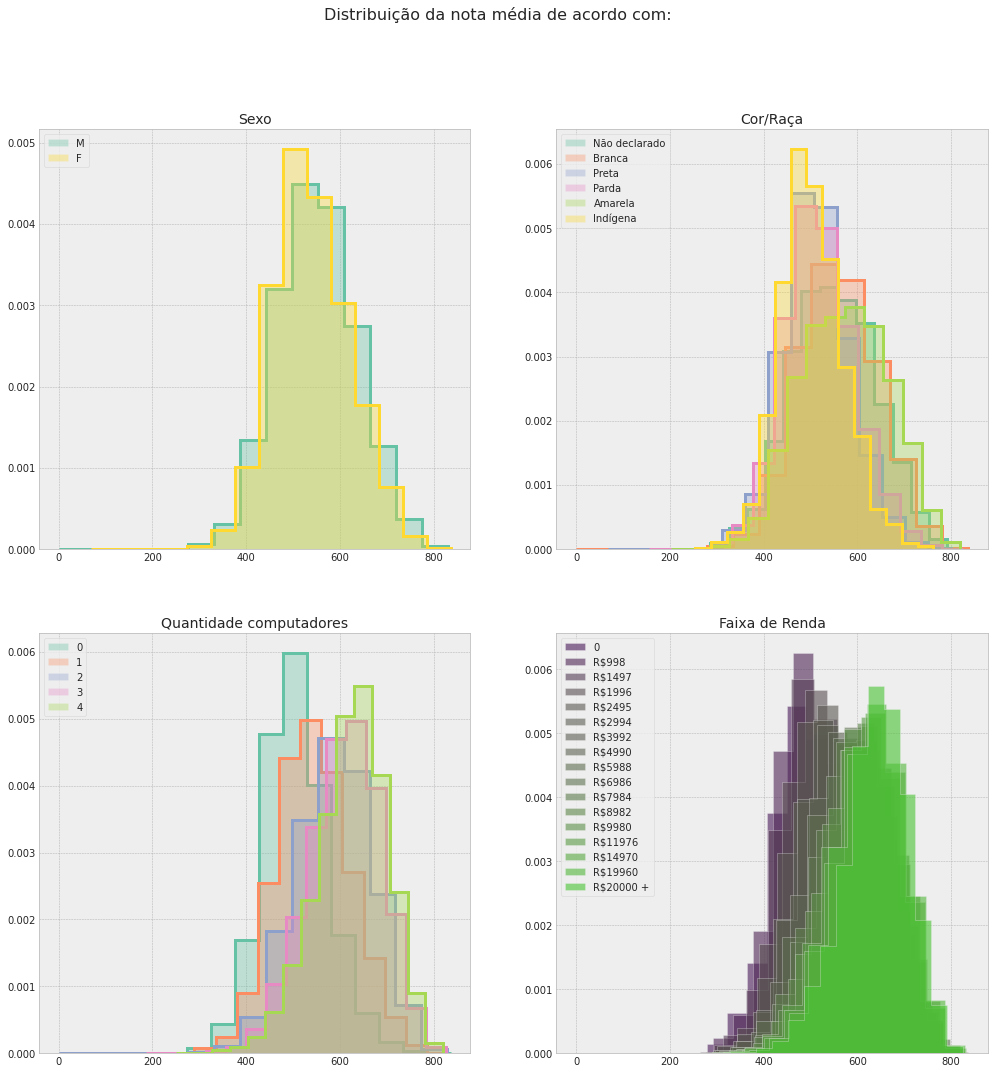 Distribuição da nota média de acordo com:
Sexo
M
F
0.005
0.004
0.003
0.002
0.001
0.000
0 200 400 600 800
Cor/Raça
Não declarado
Branca
Preta
Parda
Amarela
Indígena
0.006
0.005
0.004
0.003
0.002
0.001
0.000
0 200 400 600 800
Quantidade computadores
0
1
2
3
4
0.006
0.005
0.004
0.003
0.002
0.001
0.000
0 200 400 600 800
Faixa de Renda
0
R$998
R$1497
R$1996
R$2495
R$2994
R$3992
R$4990
R$5988
R$6986
R$7984
R$8982
R$9980
R$11976
R$14970
R$19960
R$20000 +
0.006
0.005
0.004
0.003
0.002
0.001
0.000
0 200 400 600 800